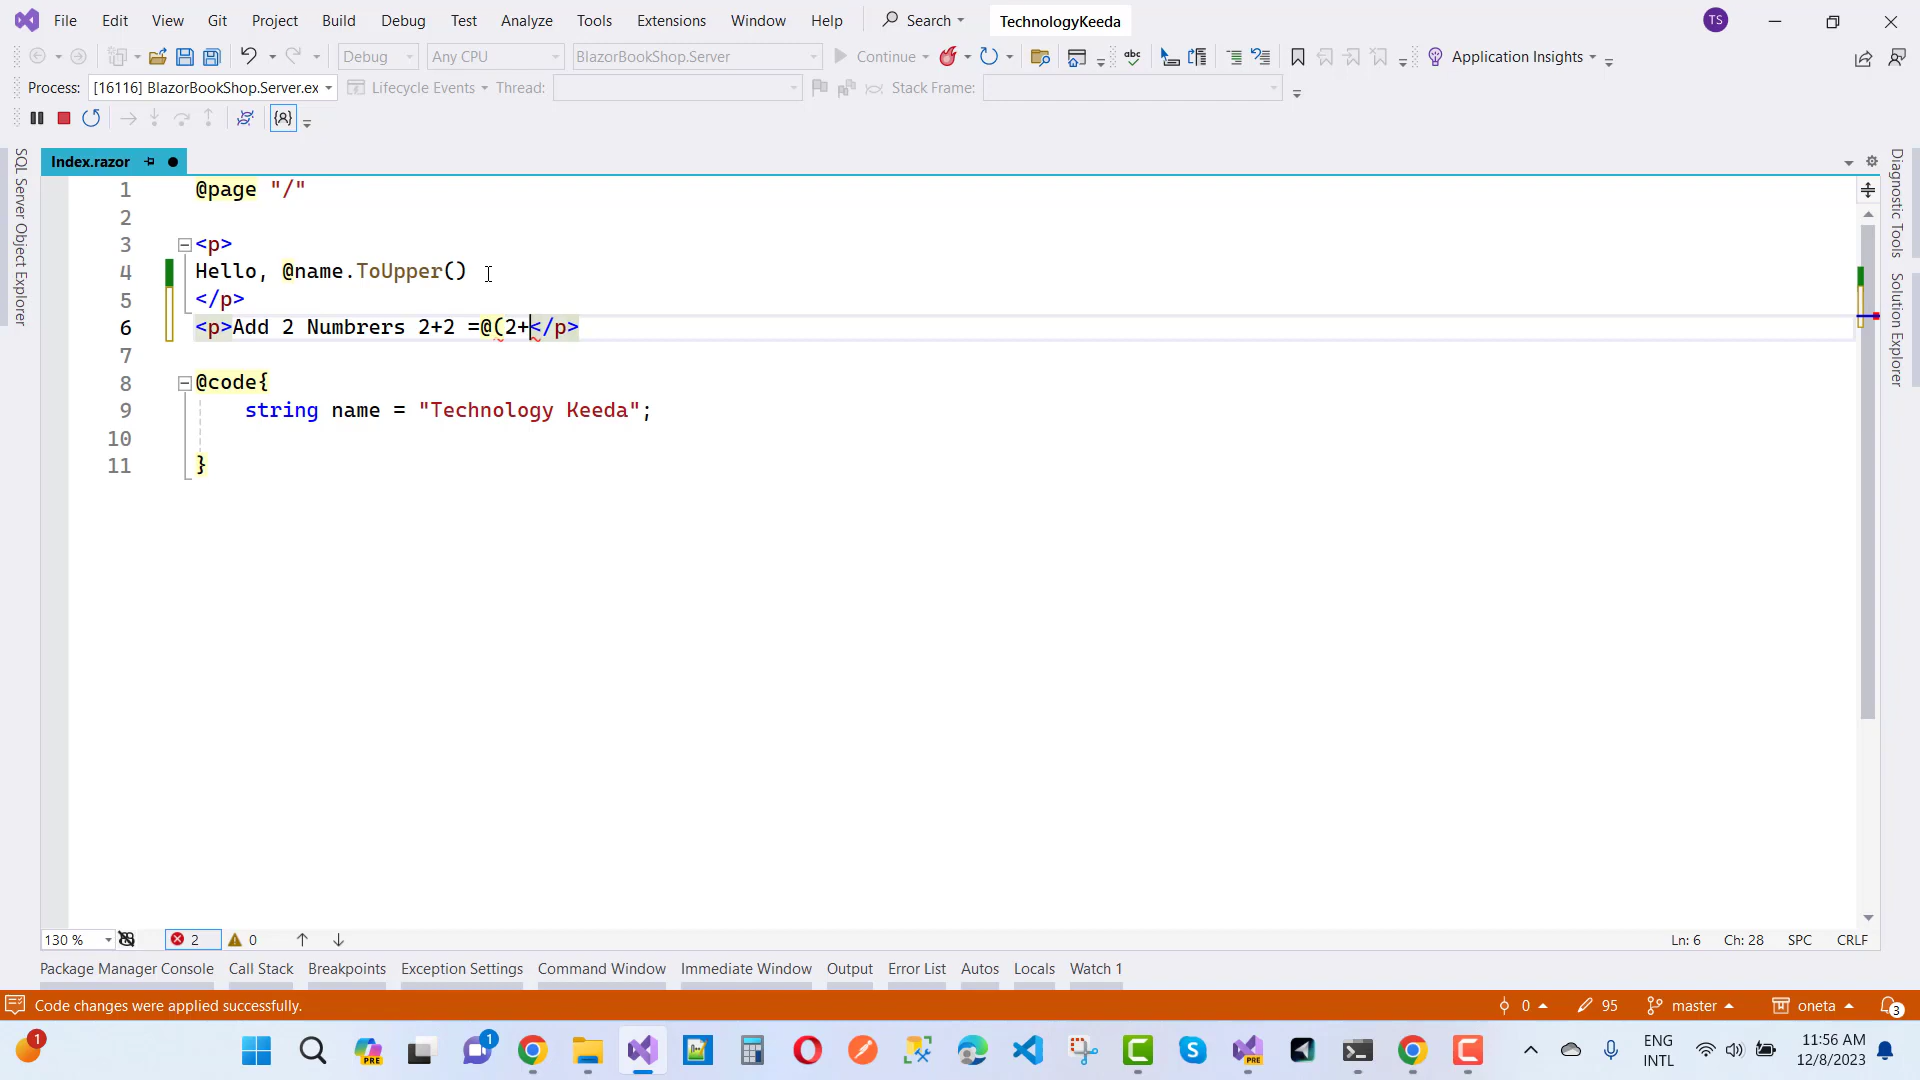 File Edit View Git Project Build Debug Test Analyze Tools Extensions Window Help Search TechnologyKeeda TS
Debug Any CPU BlazorBookShop.Server Continue abc Application Insights
Process: [16116] BlazorBookShop.Server.ex Lifecycle Events Thread: Stack Frame:
SQL Server Object Explorer
Index.razor
Diagnostic Tools
Solution Explorer
1 @page "/"
2
3 <p>
4 Hello, @name.ToUpper()
5 </p>
6 <p>Add 2 Numbrers 2+2 =@(2+</p>
7
8 @code{
9 string name = "Technology Keeda";
10
11 }
130 % 2 0 Ln: 6 Ch: 28 SPC CRLF
Package Manager Console Call Stack Breakpoints Exception Settings Command Window Immediate Window Output Error List Autos Locals Watch 1
Code changes were applied successfully. 0 95 master oneta 3
1 PRE 1 PRE ENG INTL 11:56 AM
12/8/2023